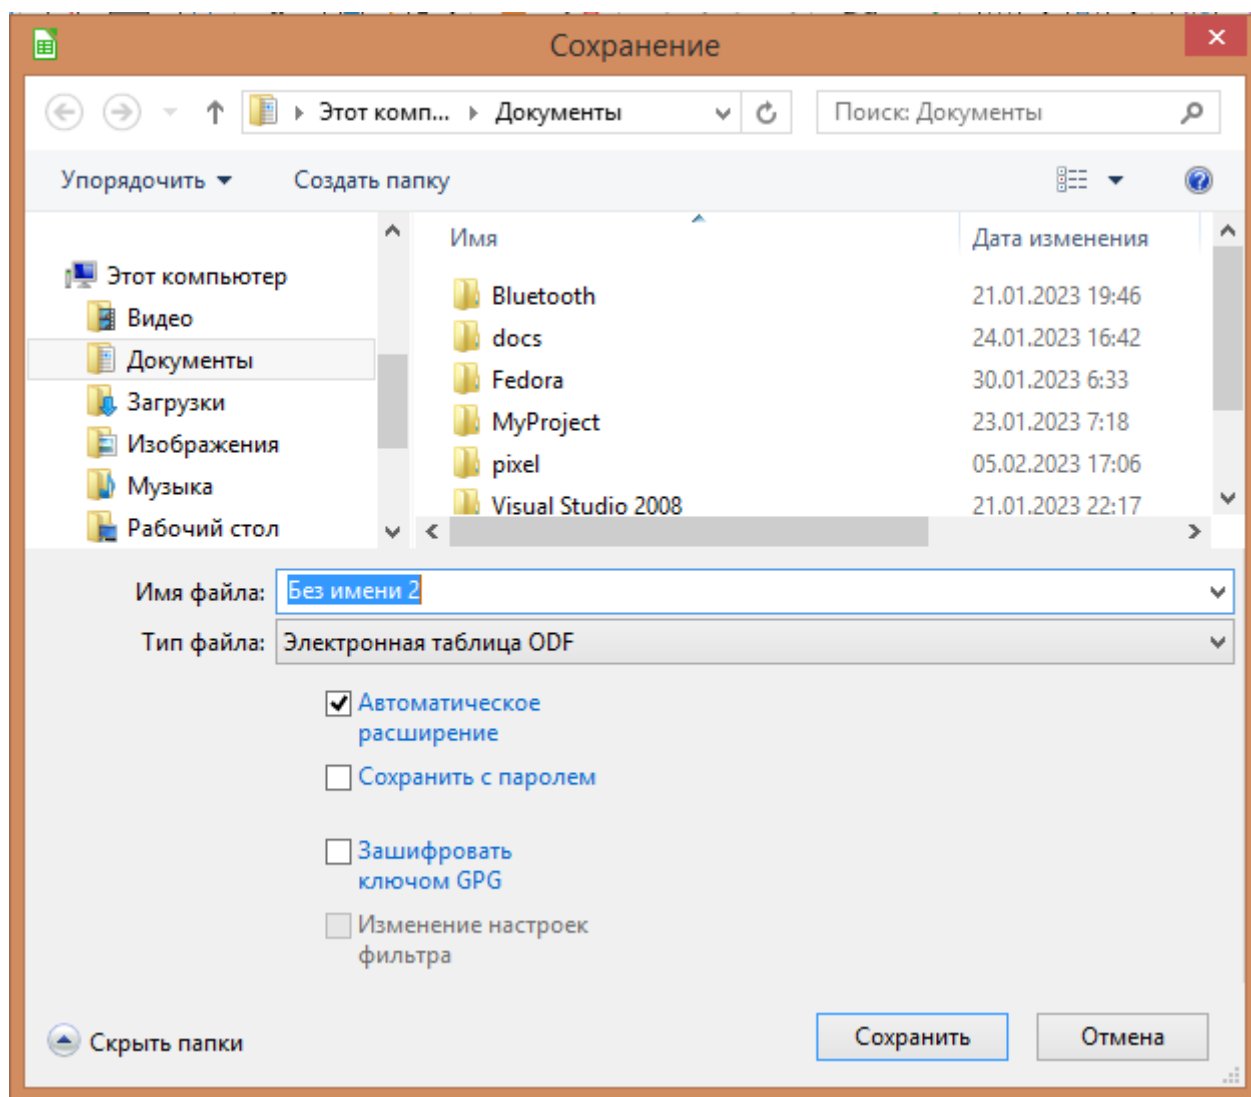 Сохранение
Этот комп... Документы
Поиск: Документы
Упорядочить
Создать папку
Имя
Дата изменения
Этот компьютер
Видео
Документы
Загрузки
Изображения
Музыка
Рабочий стол
Bluetooth 21.01.2023 19:46
docs 24.01.2023 16:42
Fedora 30.01.2023 6:33
MyProject 23.01.2023 7:18
pixel 05.02.2023 17:06
Visual Studio 2008 21.01.2023 22:17
Имя файла: Без имени 2
Тип файла: Электронная таблица ODF
Автоматическое
расширение
Сохранить с паролем
Зашифровать
ключом GPG
Изменение настроек
фильтра
Скрыть папки
Сохранить
Отмена